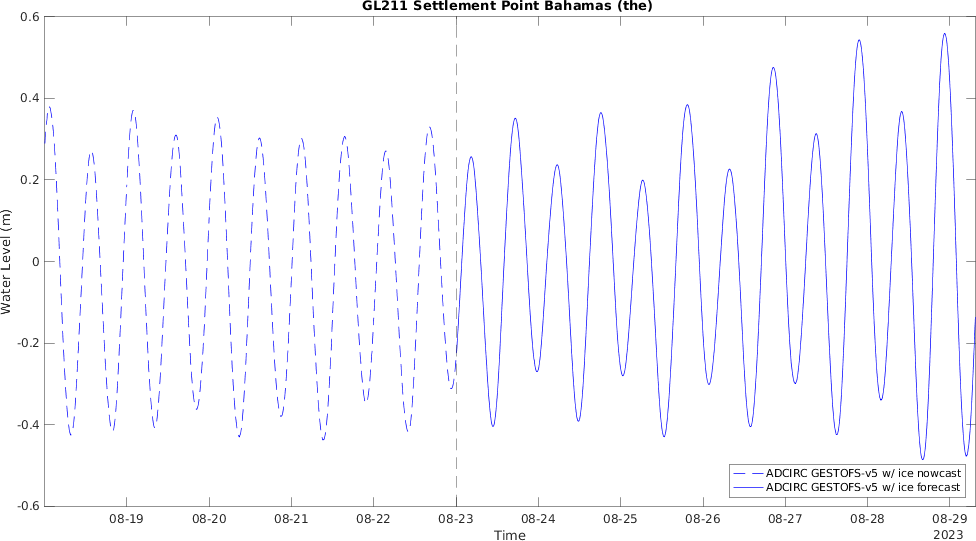 GL211 Settlement Point Bahamas (the)
0.6
0.4
0.2
0
-0.2
-0.4
-0.6
Water Level (m)
ADCIRC GESTOFS-v5 w/ ice nowcast
ADCIRC GESTOFS-v5 w/ ice forecast
08-19 08-20 08-21 08-22 08-23 08-24 08-25 08-26 08-27 08-28 08-29
2023
Time